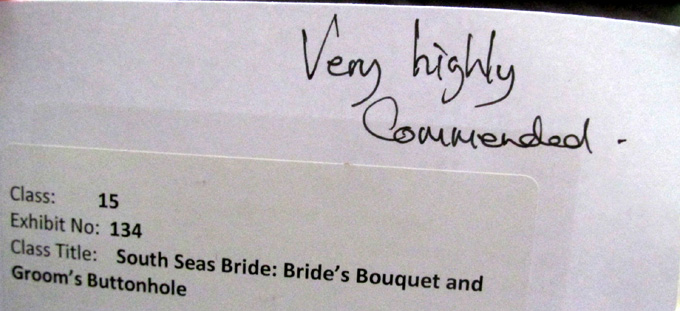 Very highly
Commended.
Class: 15
Exhibit No: 134
Class Title: South Seas Bride: Bride's Bouquet and
Groom's Buttonhole